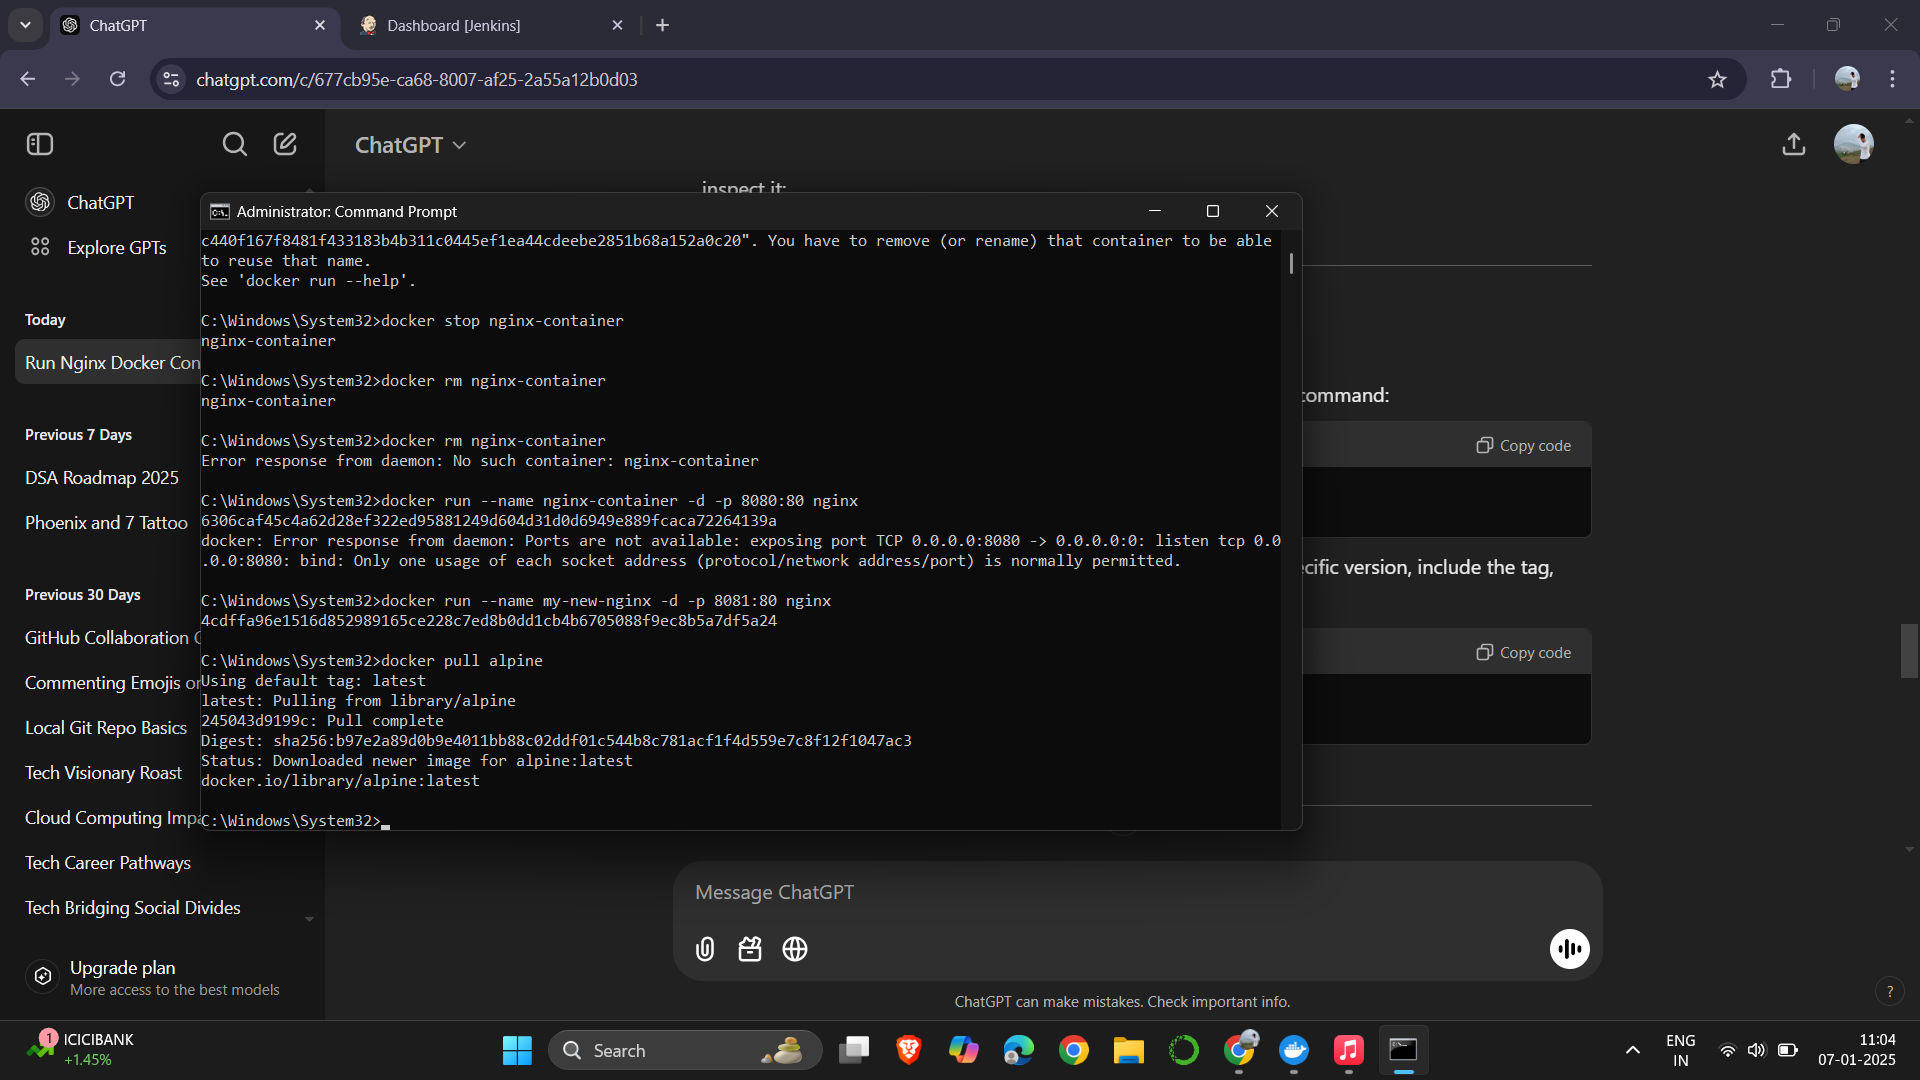 ChatGPT
Dashboard [Jenkins]
chatgpt.com/c/677cb95e-ca68-8007-af25-2a55a12b0d03
ChatGPT
ChatGPT
Explore GPTs
Today
Run Nginx Docker Con
Previous 7 Days
DSA Roadmap 2025
Phoenix and 7 Tattoo
Previous 30 Days
GitHub Collaboration
Commenting Emojis or
Local Git Repo Basics
Tech Visionary Roast
Cloud Computing Impa
Tech Career Pathways
Tech Bridging Social Divides
Upgrade plan
More access to the best models
inspect it:
Administrator: Command Prompt
c440f167f8481f433183b4b311c0445ef1ea44cdeebe2851b68a152a0c20". You have to remove (or rename) that container to be able
to reuse that name.
See 'docker run --help'.
C:\Windows\System32>docker stop nginx-container
nginx-container
C:\Windows\System32>docker rm nginx-container
nginx-container
C:\Windows\System32>docker rm nginx-container
Error response from daemon: No such container: nginx-container
C:\Windows\System32>docker run --name nginx-container -d -p 8080:80 nginx
6306caf45c4a62d28ef322ed95881249d604d31d0d6949e889fcaca72264139a
docker: Error response from daemon: Ports are not available: exposing port TCP 0.0.0.0:8080 -> 0.0.0.0:0: listen tcp 0.0
.0.0:8080: bind: Only one usage of each socket address (protocol/network address/port) is normally permitted.
C:\Windows\System32>docker run --name my-new-nginx -d -p 8081:80 nginx
4cdffa96e1516d852989165ce228c7ed8b0dd1cb4b6705088f9ec8b5a7df5a24
C:\Windows\System32>docker pull alpine
Using default tag: latest
latest: Pulling from library/alpine
245043d9199c: Pull complete
Digest: sha256:b97e2a89d0b9e4011bb88c02ddf01c544b8c781acf1f4d559e7c8f12f1047ac3
Status: Downloaded newer image for alpine:latest
docker.io/library/alpine:latest
C:\Windows\System32>
command:
Copy code
cific version, include the tag,
Copy code
Message ChatGPT
ChatGPT can make mistakes. Check important info.
?
1
ICICIBANK
+1.45%
Search
ENG
IN
11:04
07-01-2025